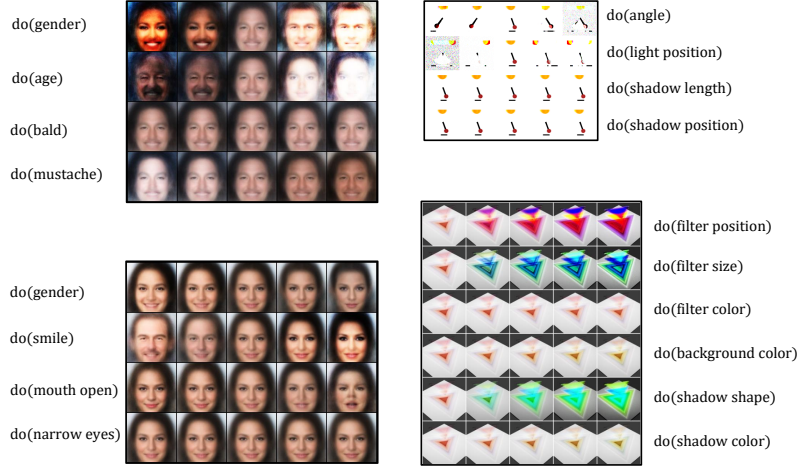 do(gender)
do(age)
do(bald)
do(mustache)
do(angle)
do(light position)
do(shadow length)
do(shadow position)
do(gender)
do(smile)
do(mouth open)
do(narrow eyes)
do(filter position)
do(filter size)
do(filter color)
do(background color)
do(shadow shape)
do(shadow color)